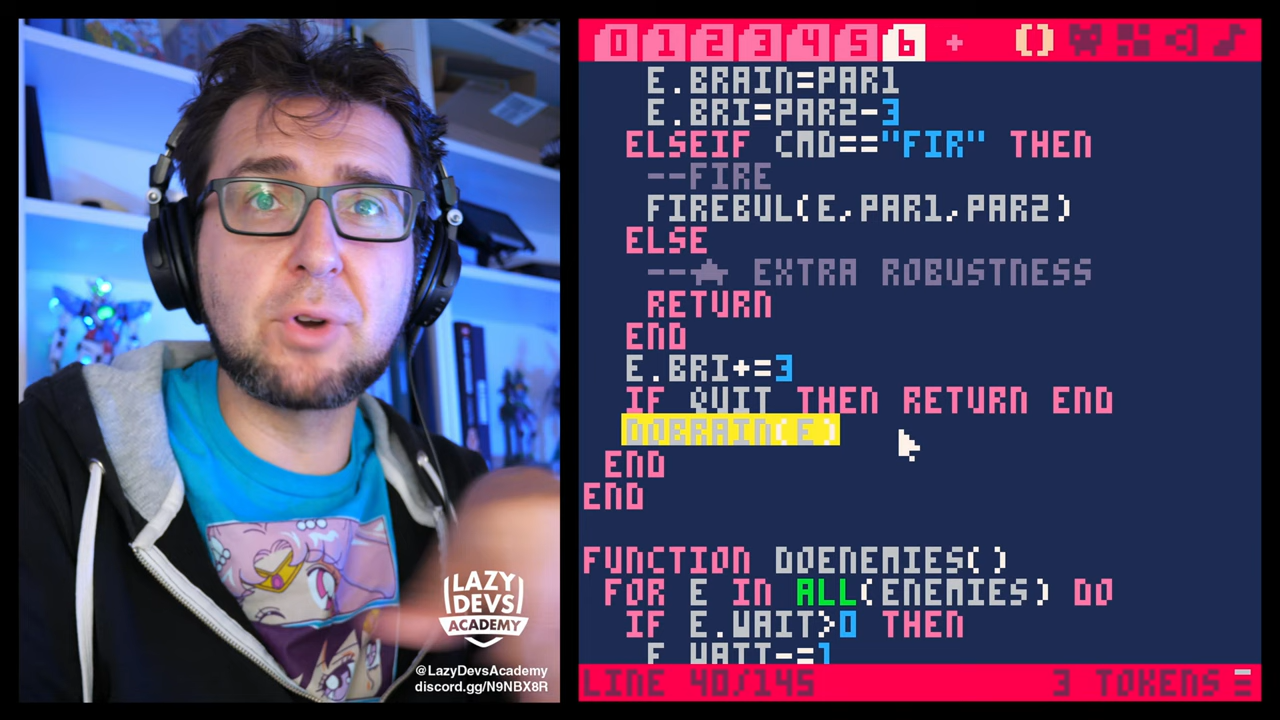 0 1 2 3 4 5 6 + ()
E.BRAIN=PAR1
E.BRI=PAR2-3
ELSEIF CMD=="FIR" THEN
--FIRE
FIREBUL(E,PAR1,PAR2)
ELSE
-- EXTRA ROBUSTNESS
RETURN
END
E.BRI+=3
IF QUIT THEN RETURN END
DOBRAIN(E)
END
END
FUNCTION DOENEMIES()
FOR E IN ALL(ENEMIES) DO
IF E.WAIT>0 THEN
E.WAIT-=1
LINE 40/145
3 TOKENS
LAZY
DEVS
ACADEMY
@LazyDevsAcademy
discord.gg/N9NBX8R